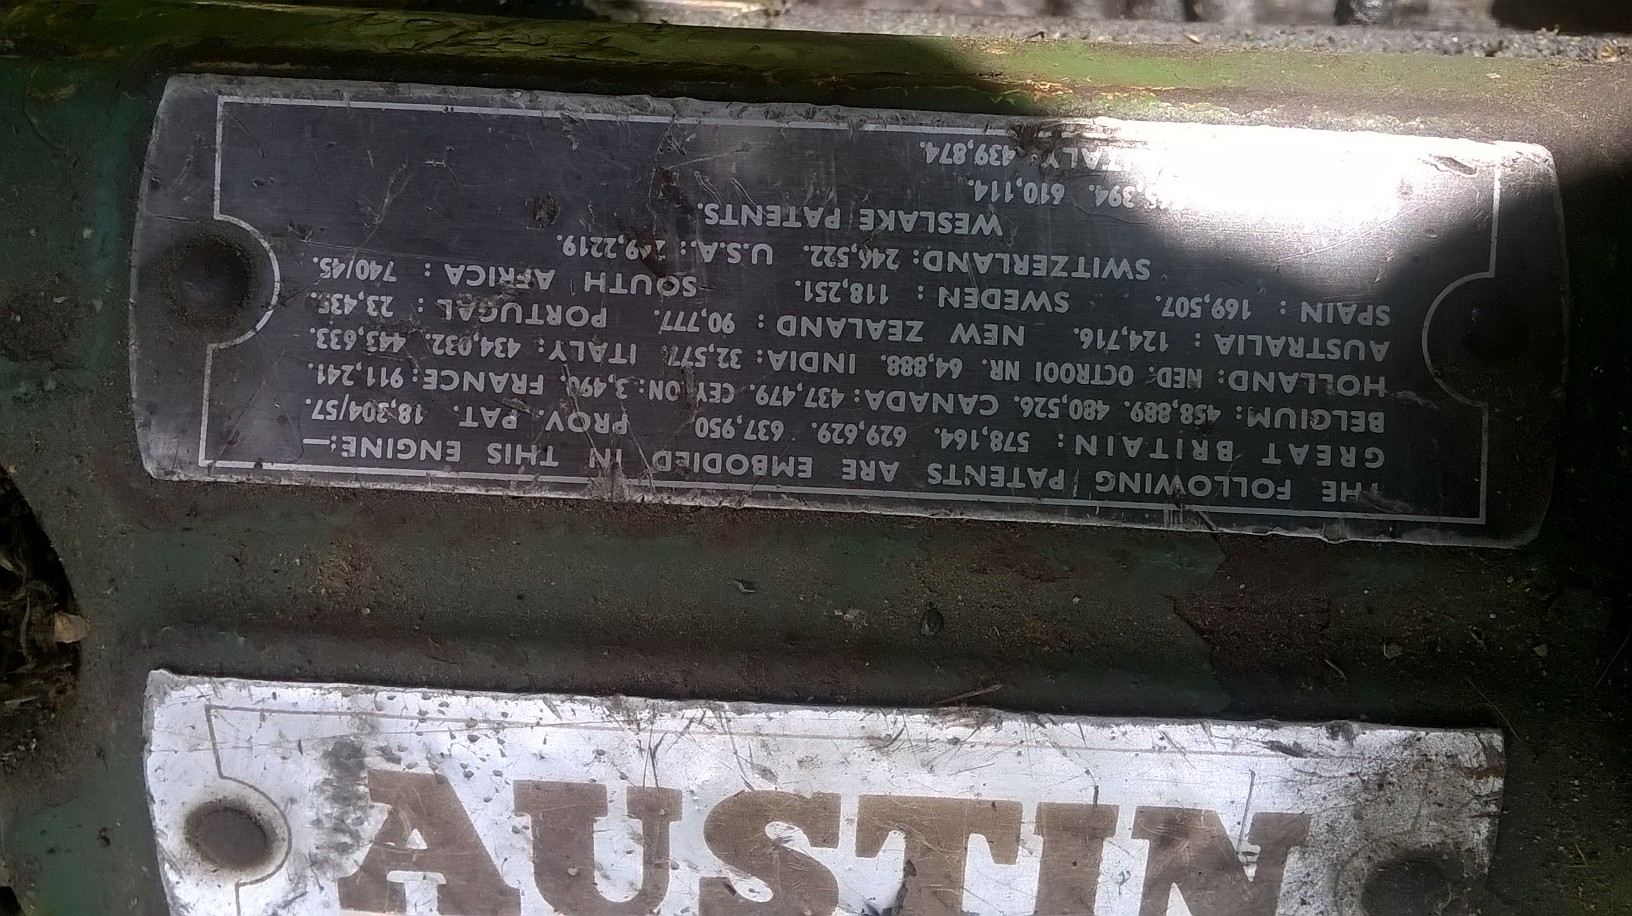 THE FOLLOWING PATENTS ARE EMBODIED IN THIS ENGINE:—
GREAT BRITAIN: 578,164. 629,629. 637,950 PROV. PAT. 18,304/57.
BELGIUM: 458,889. 480,526. CANADA: 437,479. CEYLON: 3,490. FRANCE: 911,241.
HOLLAND: NED. OCTROOI NR. 64,888. INDIA: 32,577. ITALY: 434,032. 443,633.
AUSTRALIA: 124,716. NEW ZEALAND: 90,777. PORTUGAL: 23,435.
SPAIN: 169,507. SWEDEN: 118,251. SOUTH AFRICA: 740/45.
SWITZERLAND: 246,522. U.S.A.: 249,2219.
WESLAKE PATENTS.
394. 610,114.
ITALY: 439,874.
AUSTIN